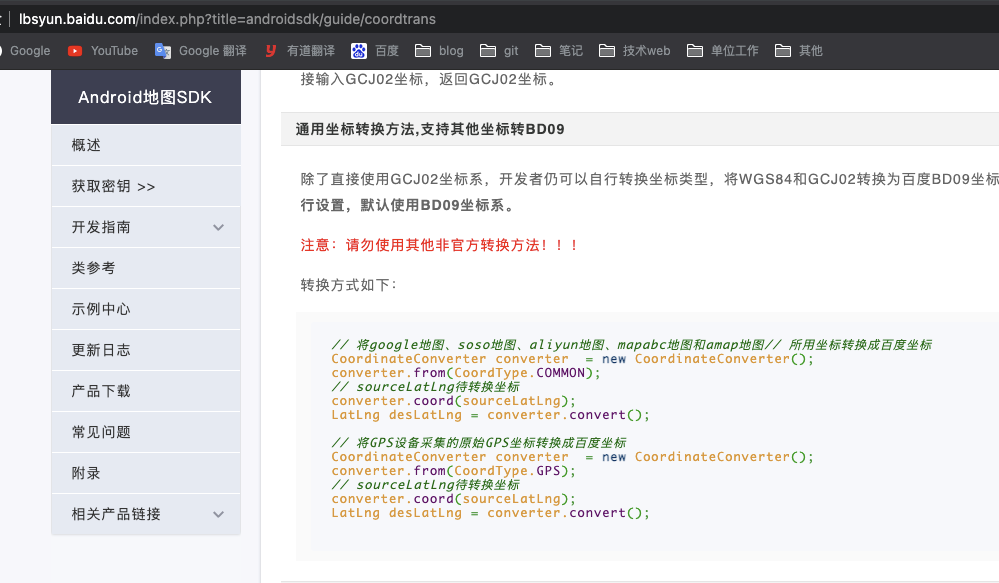 lbsyun.baidu.com/index.php?title=androidsdk/guide/coordtrans
Google YouTube Google 翻译 有道翻译 百度 blog git 笔记 技术web 单位工作 其他
Android地图SDK
概述
获取密钥 >>
开发指南
类参考
示例中心
更新日志
产品下载
常见问题
附录
相关产品链接
接输入GCJ02坐标，返回GCJ02坐标。
通用坐标转换方法,支持其他坐标转BD09
除了直接使用GCJ02坐标系，开发者仍可以自行转换坐标类型，将WGS84和GCJ02转换为百度BD09坐标
行设置，默认使用BD09坐标系。
注意：请勿使用其他非官方转换方法！！！
转换方式如下：
// 将google地图、soso地图、aliyun地图、mapabc地图和amap地图// 所用坐标转换成百度坐标
CoordinateConverter converter  = new CoordinateConverter();
converter.from(CoordType.COMMON);
// sourceLatLng待转换坐标
converter.coord(sourceLatLng);
LatLng desLatLng = converter.convert();
// 将GPS设备采集的原始GPS坐标转换成百度坐标
CoordinateConverter converter  = new CoordinateConverter();
converter.from(CoordType.GPS);
// sourceLatLng待转换坐标
converter.coord(sourceLatLng);
LatLng desLatLng = converter.convert();